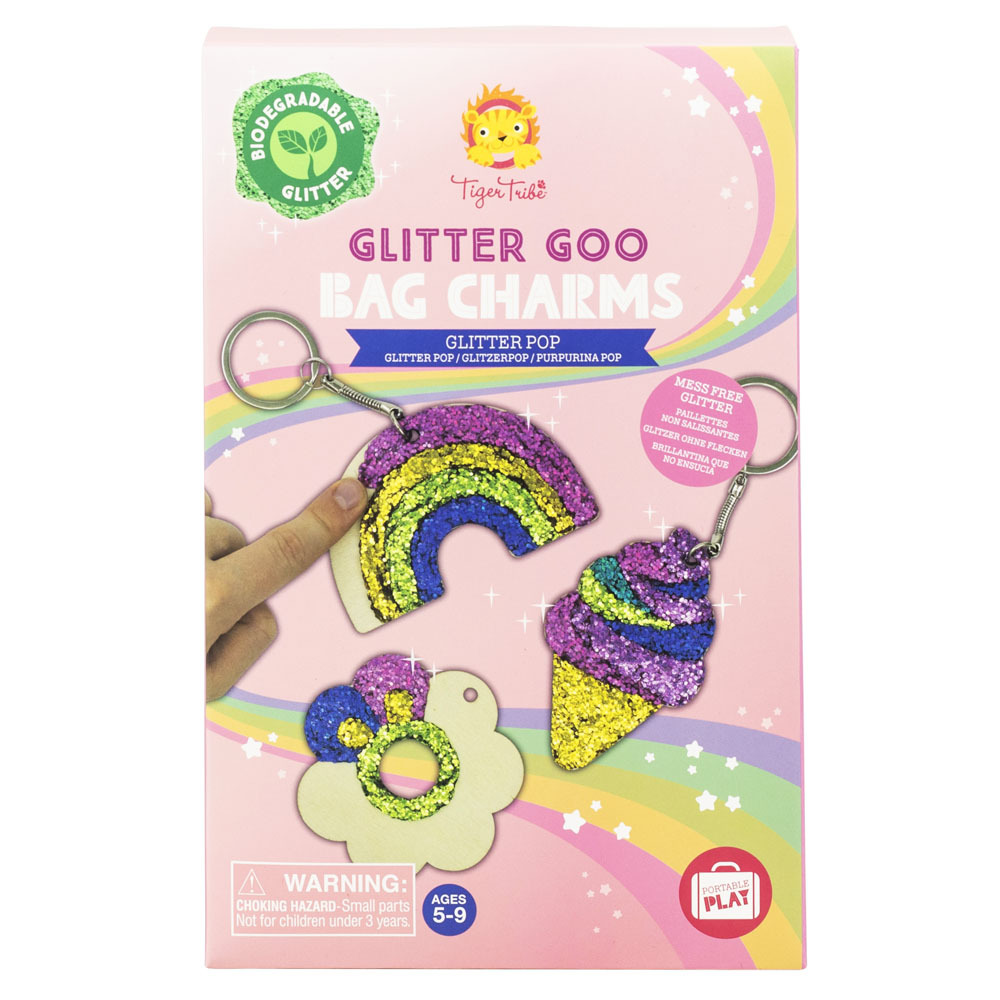 BIODEGRADABLE
GLITTER
Tiger Tribe
GLITTER GOO
BAG CHARMS
GLITTER POP
GLITTER POP / GLITZERPOP / PURPURINA POP
MESS FREE
GLITTER
PAILLETTES
NON SALISSANTES
GLITZER OHNE FLECKEN
BRILLANTINA QUE
NO ENSUCIA
WARNING:
CHOKING HAZARD-Small parts
Not for children under 3 years.
AGES
5-9
PORTABLE
PLAY